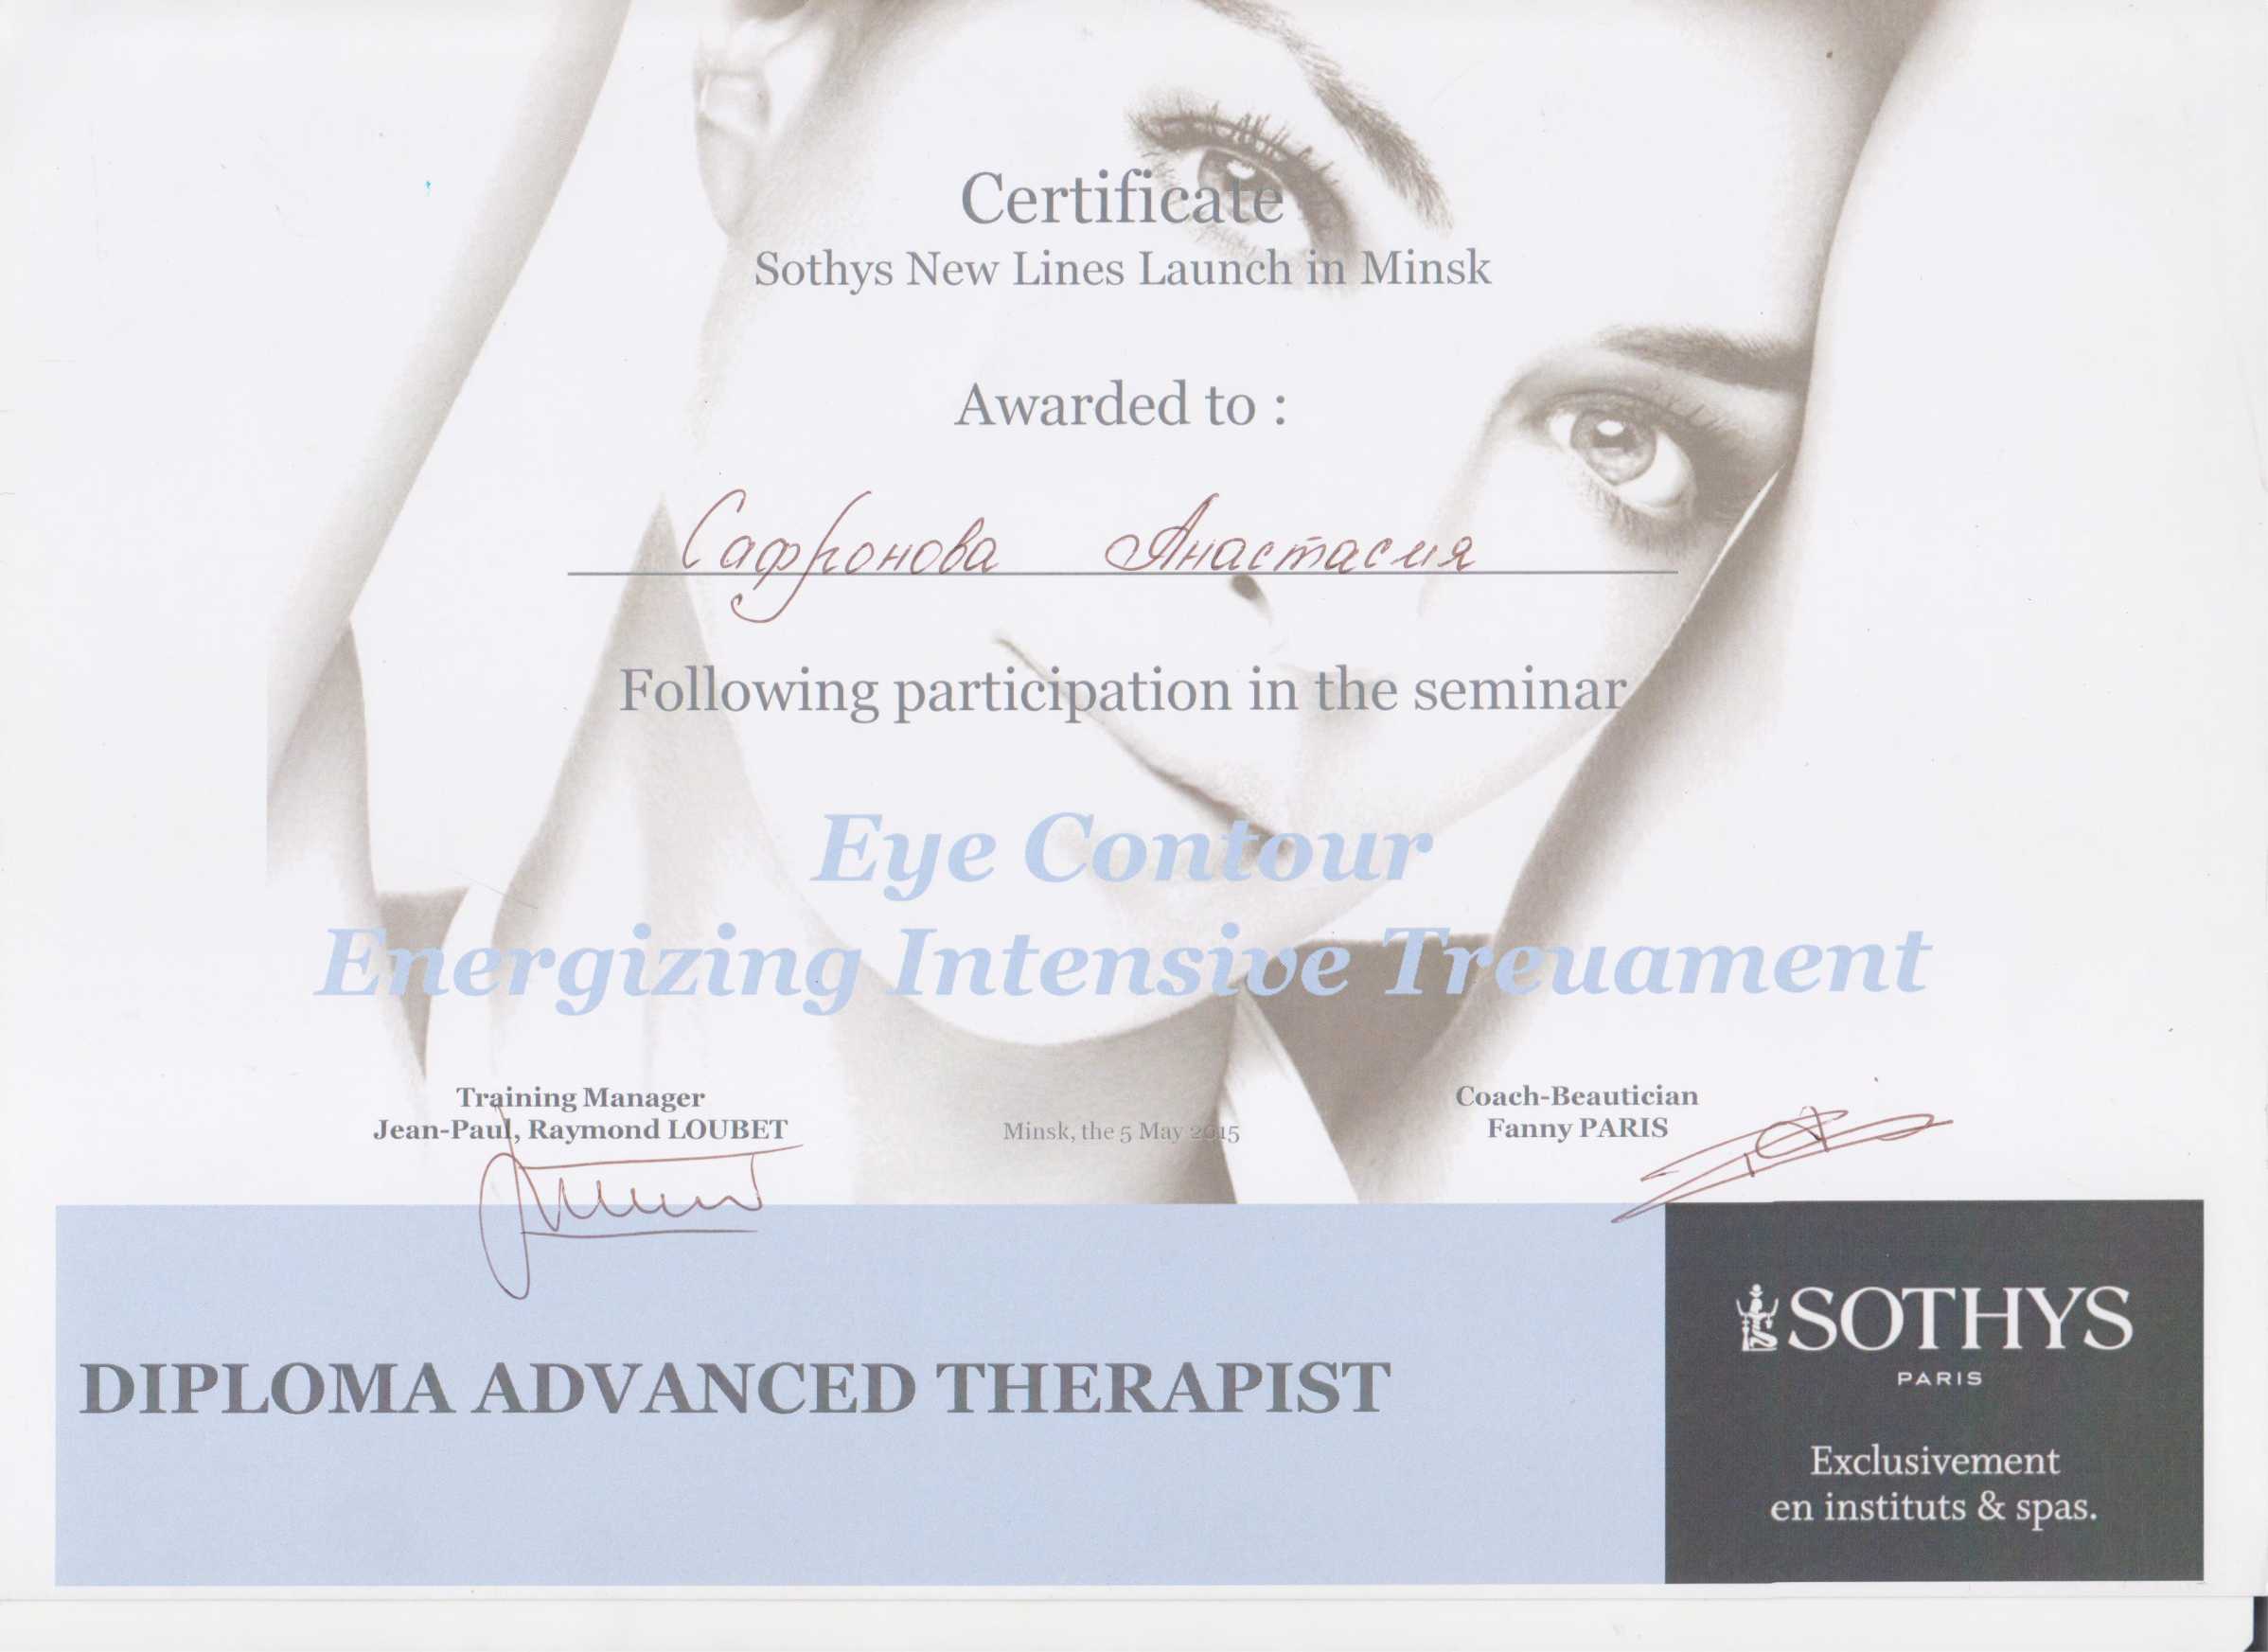 Certificate
Sothys New Lines Launch in Minsk
Awarded to :
Сафронова Анастасия
Following participation in the seminar
Eye Contour
Energizing Intensive Treuament
Training Manager
Jean-Paul, Raymond LOUBET
Minsk, the 5 May 2015
Coach-Beautician
Fanny PARIS
DIPLOMA ADVANCED THERAPIST
SOTHYS
PARIS
Exclusivement
en instituts & spas.